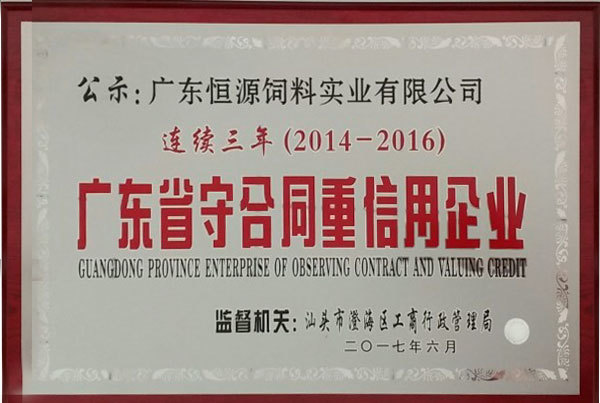 公示:广东恒源饲料实业有限公司
连续三年(2014-2016)
广东省守合同重信用企业
GUANGDONG PROVINCE ENTERPRISE OF OBSERVING CONTRACT AND VALUING CREDIT
监督机关:汕头市澄海区工商行政管理局
二〇一七年六月